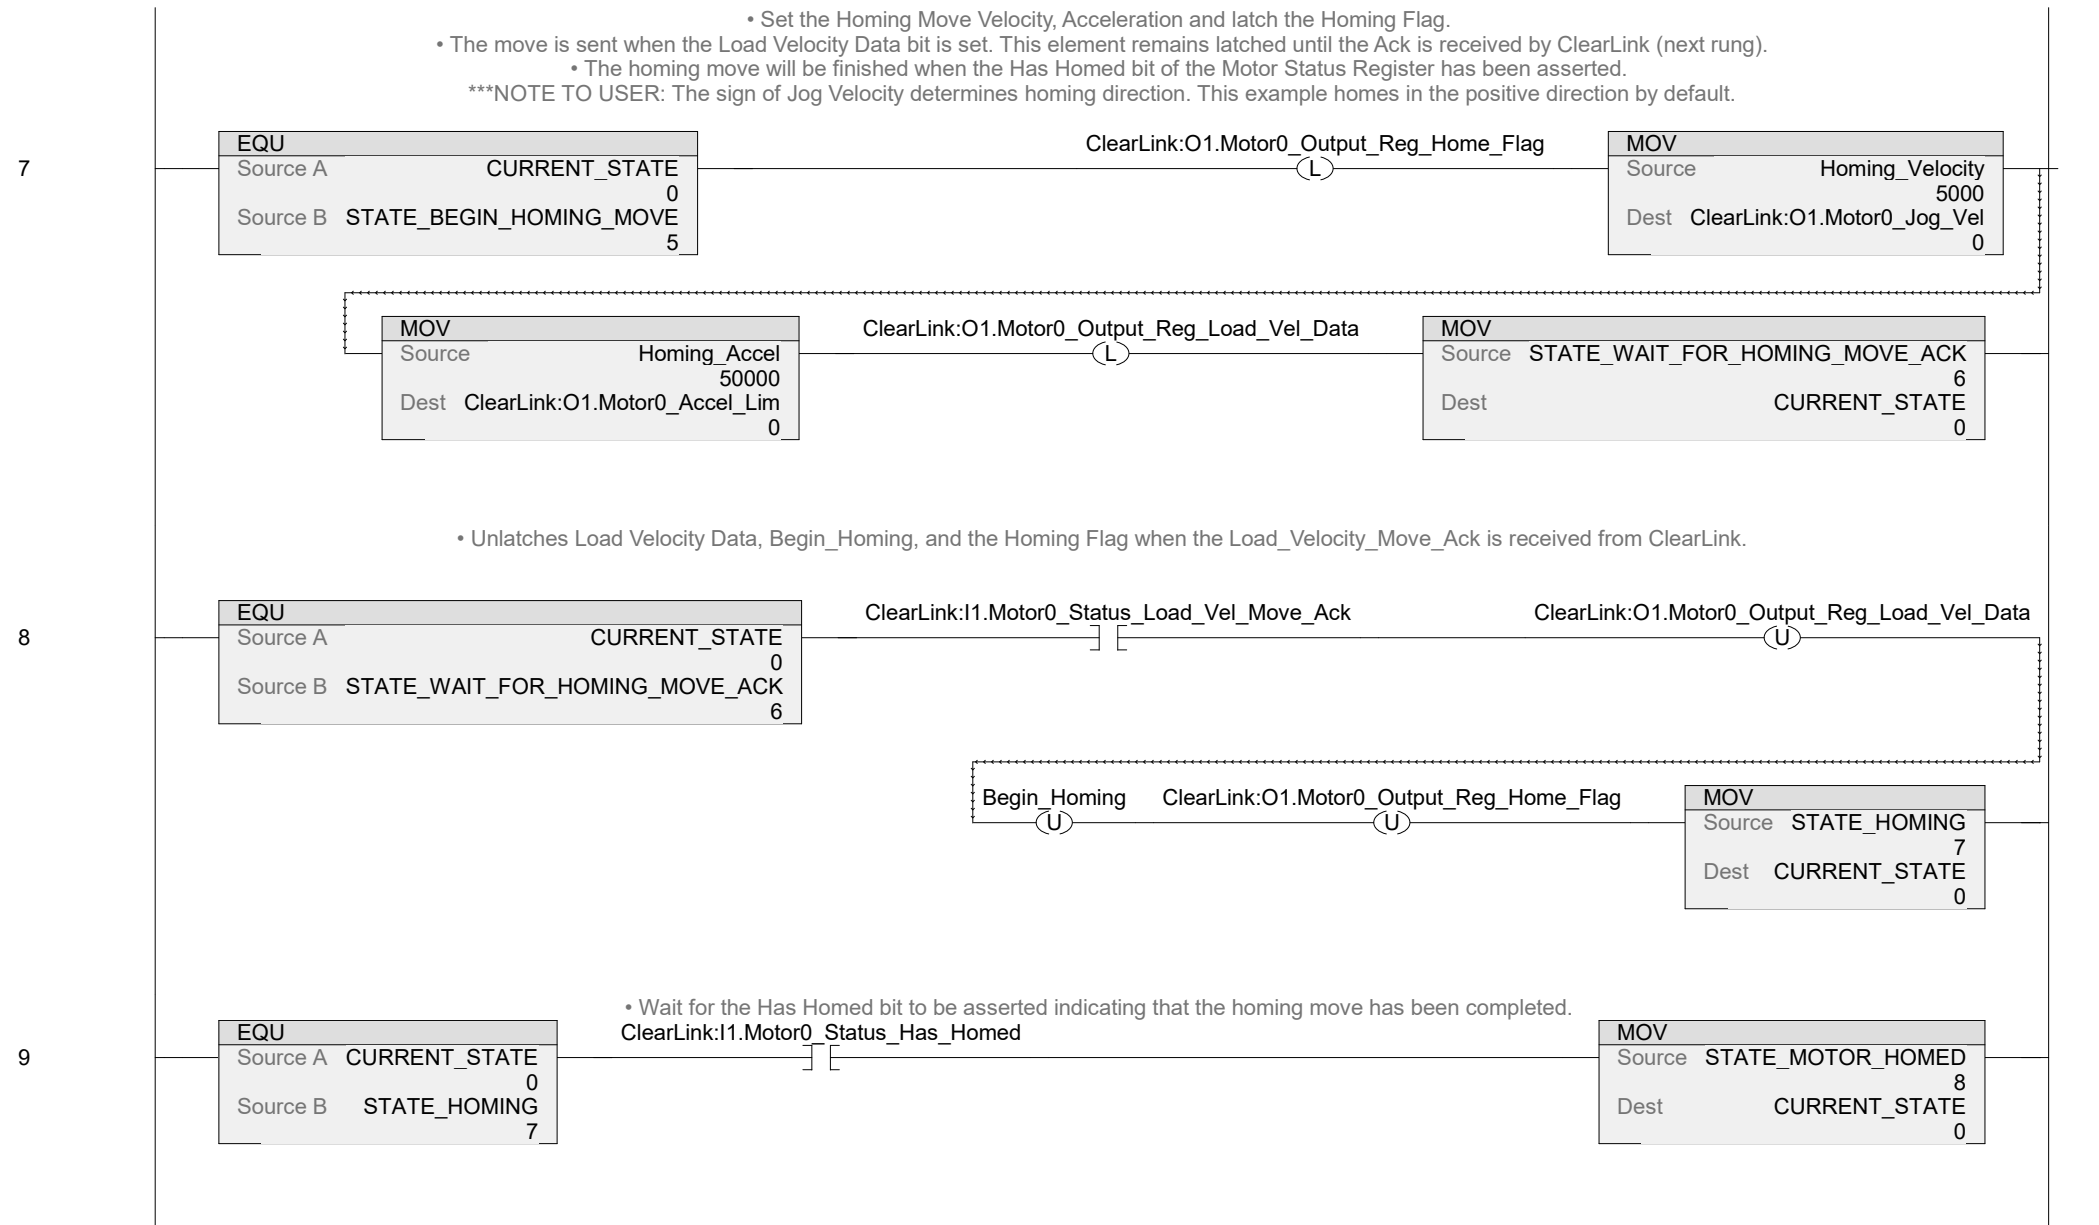 • Set the Homing Move Velocity, Acceleration and latch the Homing Flag.
• The move is sent when the Load Velocity Data bit is set. This element remains latched until the Ack is received by ClearLink (next rung).
• The homing move will be finished when the Has Homed bit of the Motor Status Register has been asserted.
***NOTE TO USER: The sign of Jog Velocity determines homing direction. This example homes in the positive direction by default.
7
EQU
Source A CURRENT_STATE
0
Source B STATE_BEGIN_HOMING_MOVE
5
ClearLink:O1.Motor0_Output_Reg_Home_Flag
L
MOV
Source Homing_Velocity
5000
Dest ClearLink:O1.Motor0_Jog_Vel
0
MOV
Source Homing_Accel
50000
Dest ClearLink:O1.Motor0_Accel_Lim
0
ClearLink:O1.Motor0_Output_Reg_Load_Vel_Data
L
MOV
Source STATE_WAIT_FOR_HOMING_MOVE_ACK
6
Dest CURRENT_STATE
0
• Unlatches Load Velocity Data, Begin_Homing, and the Homing Flag when the Load_Velocity_Move_Ack is received from ClearLink.
8
EQU
Source A CURRENT_STATE
0
Source B STATE_WAIT_FOR_HOMING_MOVE_ACK
6
ClearLink:I1.Motor0_Status_Load_Vel_Move_Ack
ClearLink:O1.Motor0_Output_Reg_Load_Vel_Data
U
Begin_Homing
U
ClearLink:O1.Motor0_Output_Reg_Home_Flag
U
MOV
Source STATE_HOMING
7
Dest CURRENT_STATE
0
• Wait for the Has Homed bit to be asserted indicating that the homing move has been completed.
9
EQU
Source A CURRENT_STATE
0
Source B STATE_HOMING
7
ClearLink:I1.Motor0_Status_Has_Homed
MOV
Source STATE_MOTOR_HOMED
8
Dest CURRENT_STATE
0